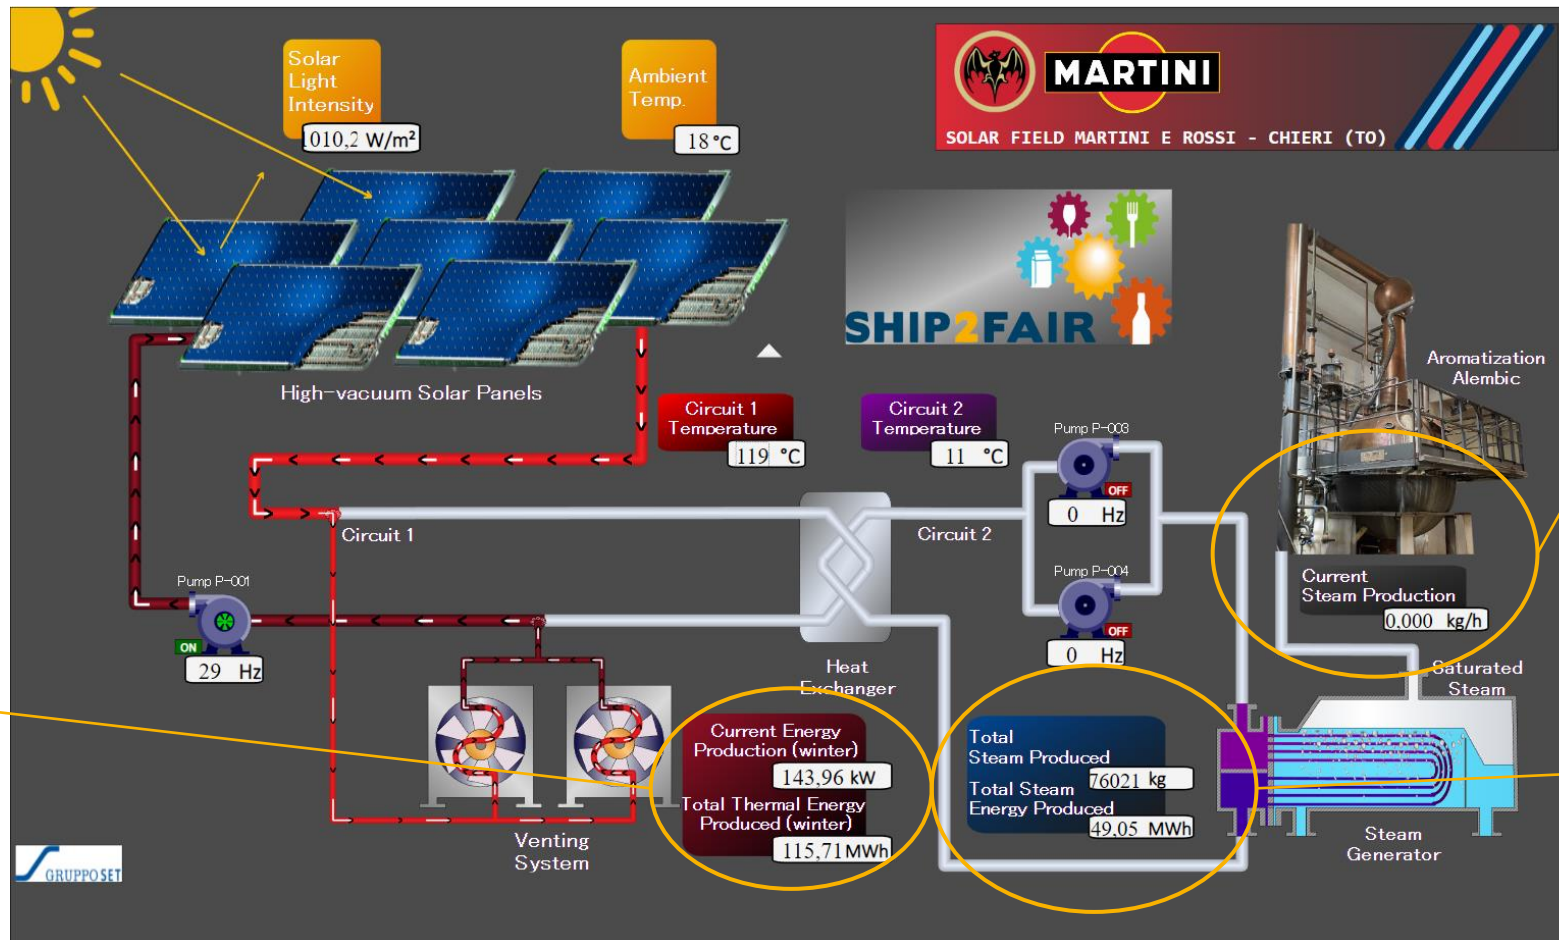 Solar
Light
Intensity
1010,2 W/m²
Ambient
Temp.
18 °C
MARTINI
SOLAR FIELD MARTINI E ROSSI - CHIERI (TO)
SHIP2FAIR
High-vacuum Solar Panels
Aromatization
Alembic
Circuit 1
Temperature
119 °C
Circuit 2
Temperature
11 °C
Pump P-003
OFF
0 Hz
Circuit 1
Circuit 2
Pump P-004
OFF
0 Hz
Pump P-001
ON
29 Hz
Current
Steam Production
0,000 kg/h
Heat
Exchanger
Saturated
Steam
Current Energy
Production (winter)
143,96 kW
Total Thermal Energy
Produced (winter)
115,71 MWh
Total
Steam Produced
76021 kg
Total Steam
Energy Produced
49,05 MWh
Venting
System
Steam
Generator
GRUPPO SET